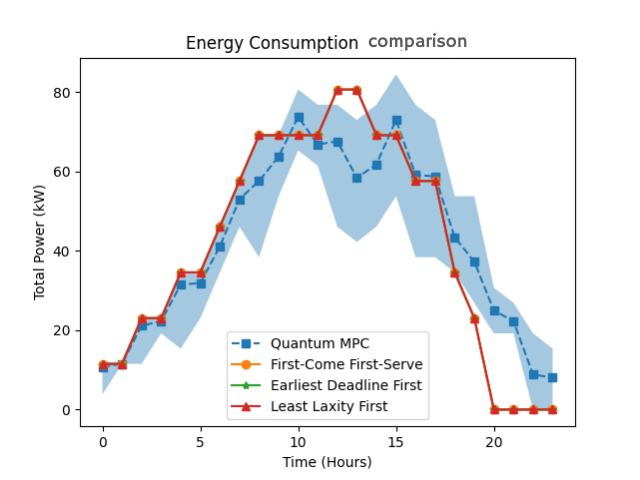 Energy Consumption comparison
Total Power (kW)
80
60
40
20
0
Quantum MPC
First-Come First-Serve
Earliest Deadline First
Least Laxity First
0 5 10 15 20
Time (Hours)